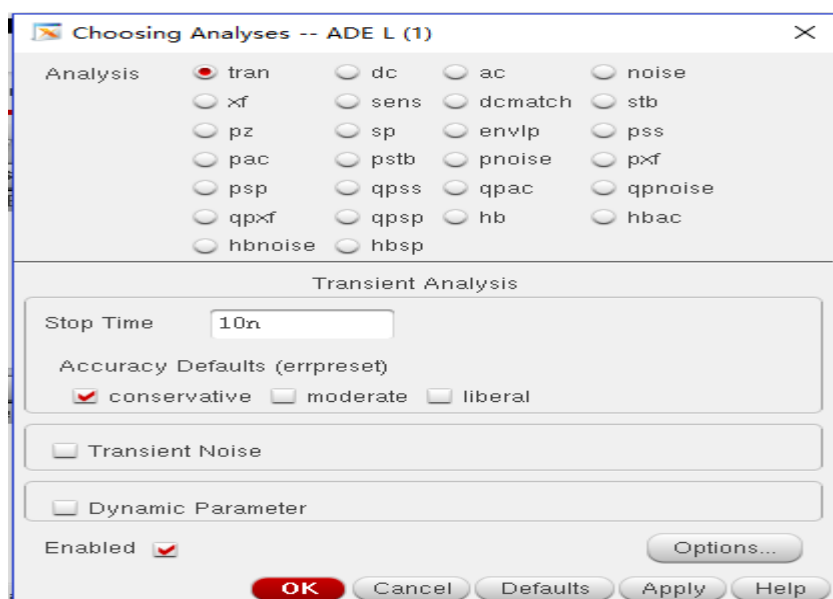 Choosing Analyses -- ADE L (1)
Analysis tran dc ac noise
xf sens dcmatch stb
pz sp envlp pss
pac pstb pnoise pxf
psp qpss qpac qpnoise
qpxf qpsp hb hbac
hbnoise hbsp
Transient Analysis
Stop Time 10n
Accuracy Defaults (errpreset)
conservative moderate liberal
Transient Noise
Dynamic Parameter
Enabled Options...
OK Cancel Defaults Apply Help